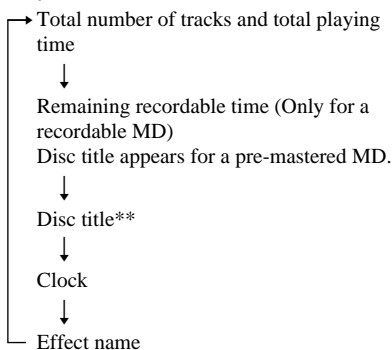 Total number of tracks and total playing
time
Remaining recordable time (Only for a
recordable MD)
Disc title appears for a pre-mastered MD.
Disc title**
Clock
Effect name